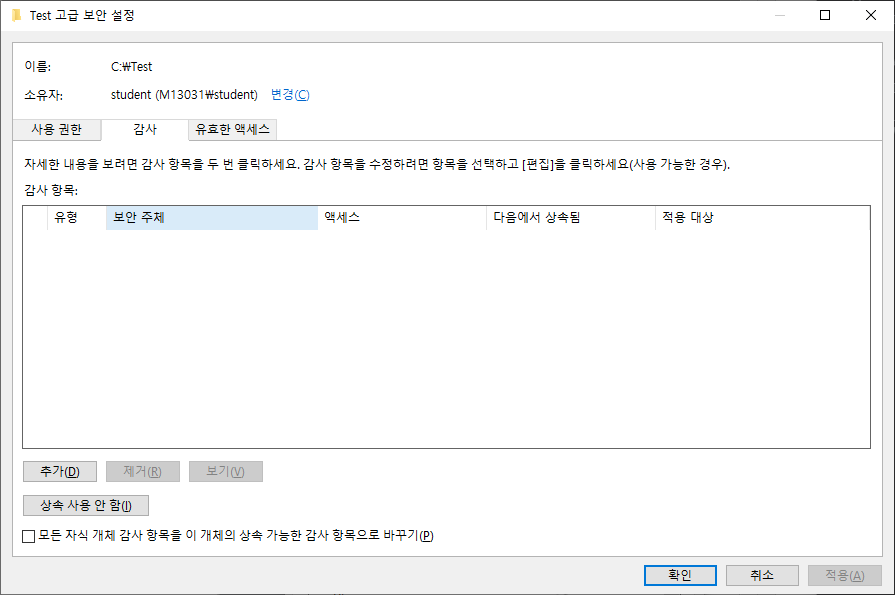 Test 고급 보안 설정
이름: C:\Test
소유자: student (M13031\student) 변경(C)
사용 권한 감사 유효한 액세스
자세한 내용을 보려면 감사 항목을 두 번 클릭하세요. 감사 항목을 수정하려면 항목을 선택하고 [편집]을 클릭하세요(사용 가능한 경우).
감사 항목:
유형 보안 주체 액세스 다음에서 상속됨 적용 대상
추가(D) 제거(R) 보기(V)
상속 사용 안 함(I)
모든 자식 개체 감사 항목을 이 개체의 상속 가능한 감사 항목으로 바꾸기(P)
확인 취소 적용(A)